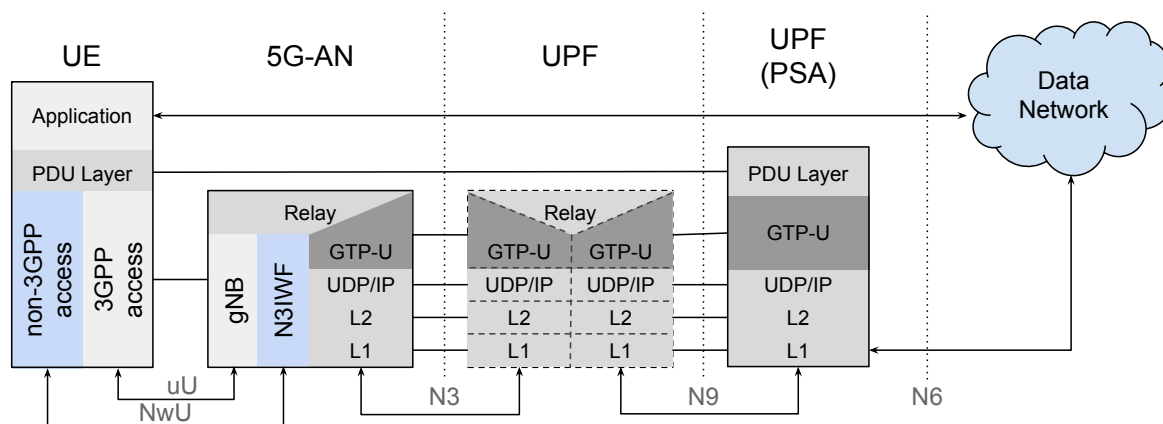 UE
5G-AN
UPF
UPF
(PSA)
Data
Network
Application
PDU Layer
non-3GPP
access
3GPP
access
Relay
gNB
N3IWF
GTP-U
UDP/IP
L2
L1
Relay
GTP-U
GTP-U
UDP/IP
UDP/IP
L2
L2
L1
L1
PDU Layer
GTP-U
UDP/IP
L2
L1
uU
NwU
N3
N9
N6